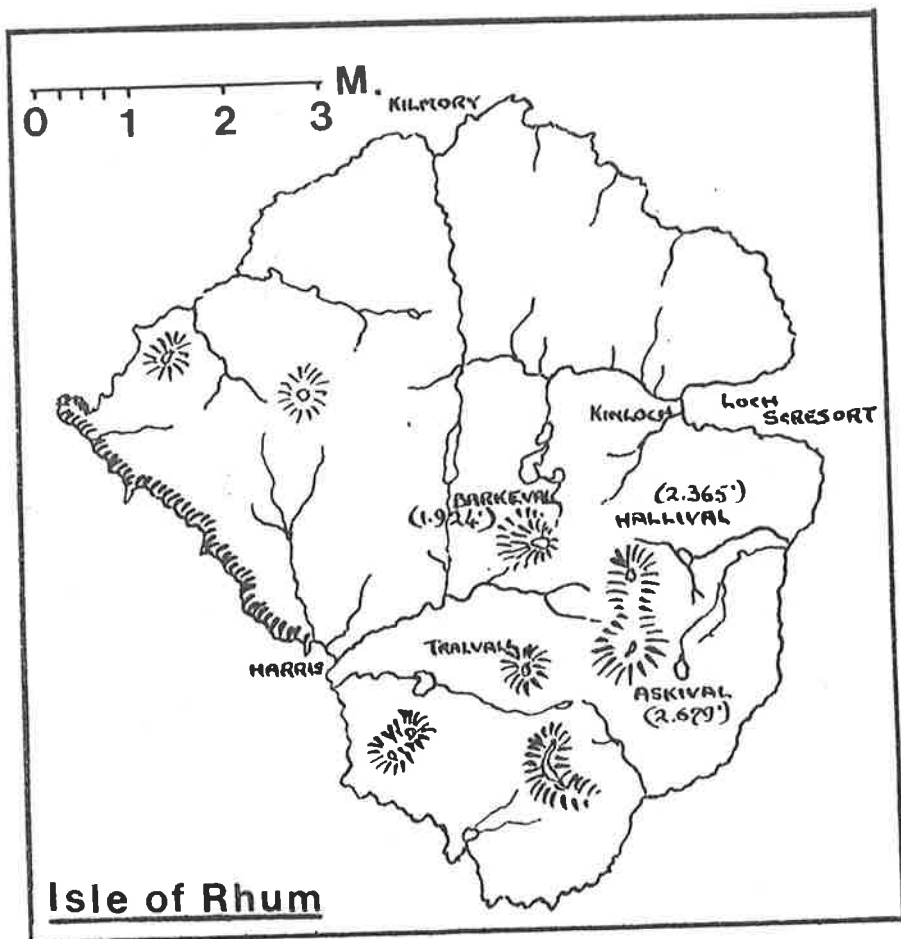 M.
0 1 2 3
KILMORY
KINLOCH
LOCH
SCRESORT
BARKEVAL
(1.924')
(2.365')
HALLIVAL
TRALVAL
HARRIS
ASKIVAL
(2.679')
Isle of Rhum